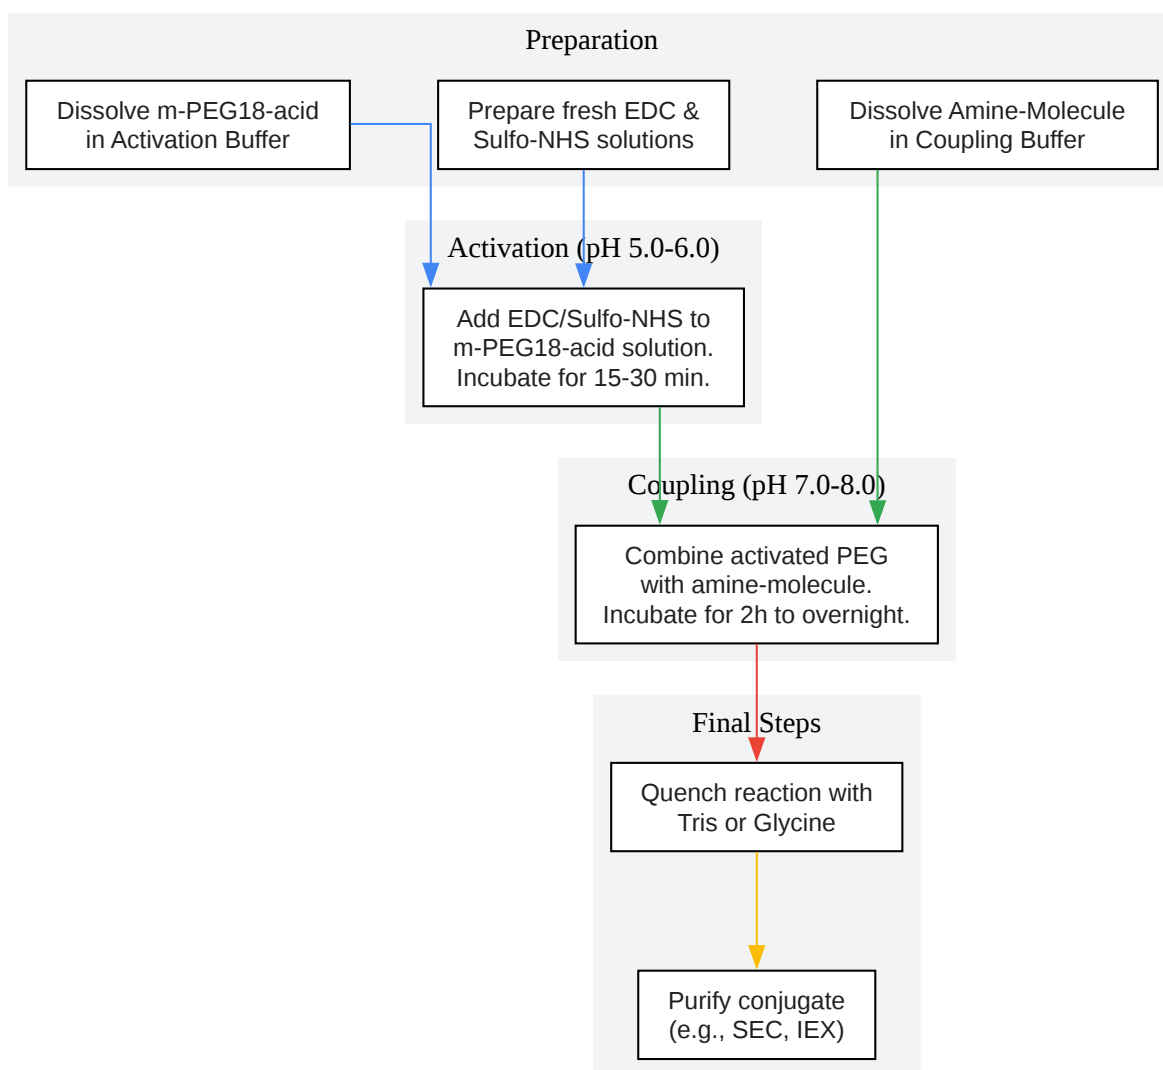 Preparation
Dissolve m-PEG18-acid
in Activation Buffer
Prepare fresh EDC &
Sulfo-NHS solutions
Dissolve Amine-Molecule
in Coupling Buffer
Activation (pH 5.0-6.0)
Add EDC/Sulfo-NHS to
m-PEG18-acid solution.
Incubate for 15-30 min.
Coupling (pH 7.0-8.0)
Combine activated PEG
with amine-molecule.
Incubate for 2h to overnight.
Final Steps
Quench reaction with
Tris or Glycine
Purify conjugate
(e.g., SEC, IEX)